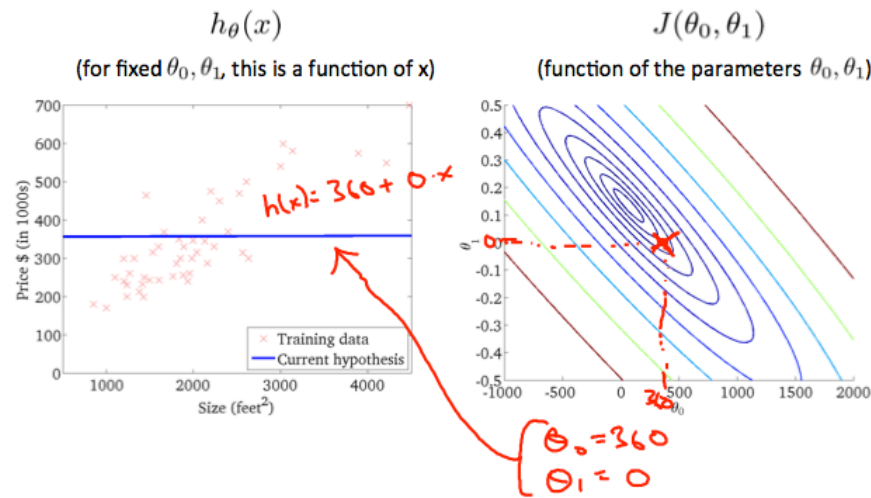 hθ(x)
(for fixed θ0, θ1, this is a function of x)
700
600
500
400
300
200
100
0
Price $ (in 1000s)
1000
2000
3000
4000
Size (feet²)
× Training data
Current hypothesis
h(x) = 360 + 0·x
J(θ0, θ1)
(function of the parameters θ0, θ1)
0.5
0.4
0.3
0.2
0.1
0
-0.1
-0.2
-0.3
-0.4
-0.5
θ1
-1000
-500
0
500
1000
1500
2000
360
θ0
θ0 = 360
θ1 = 0